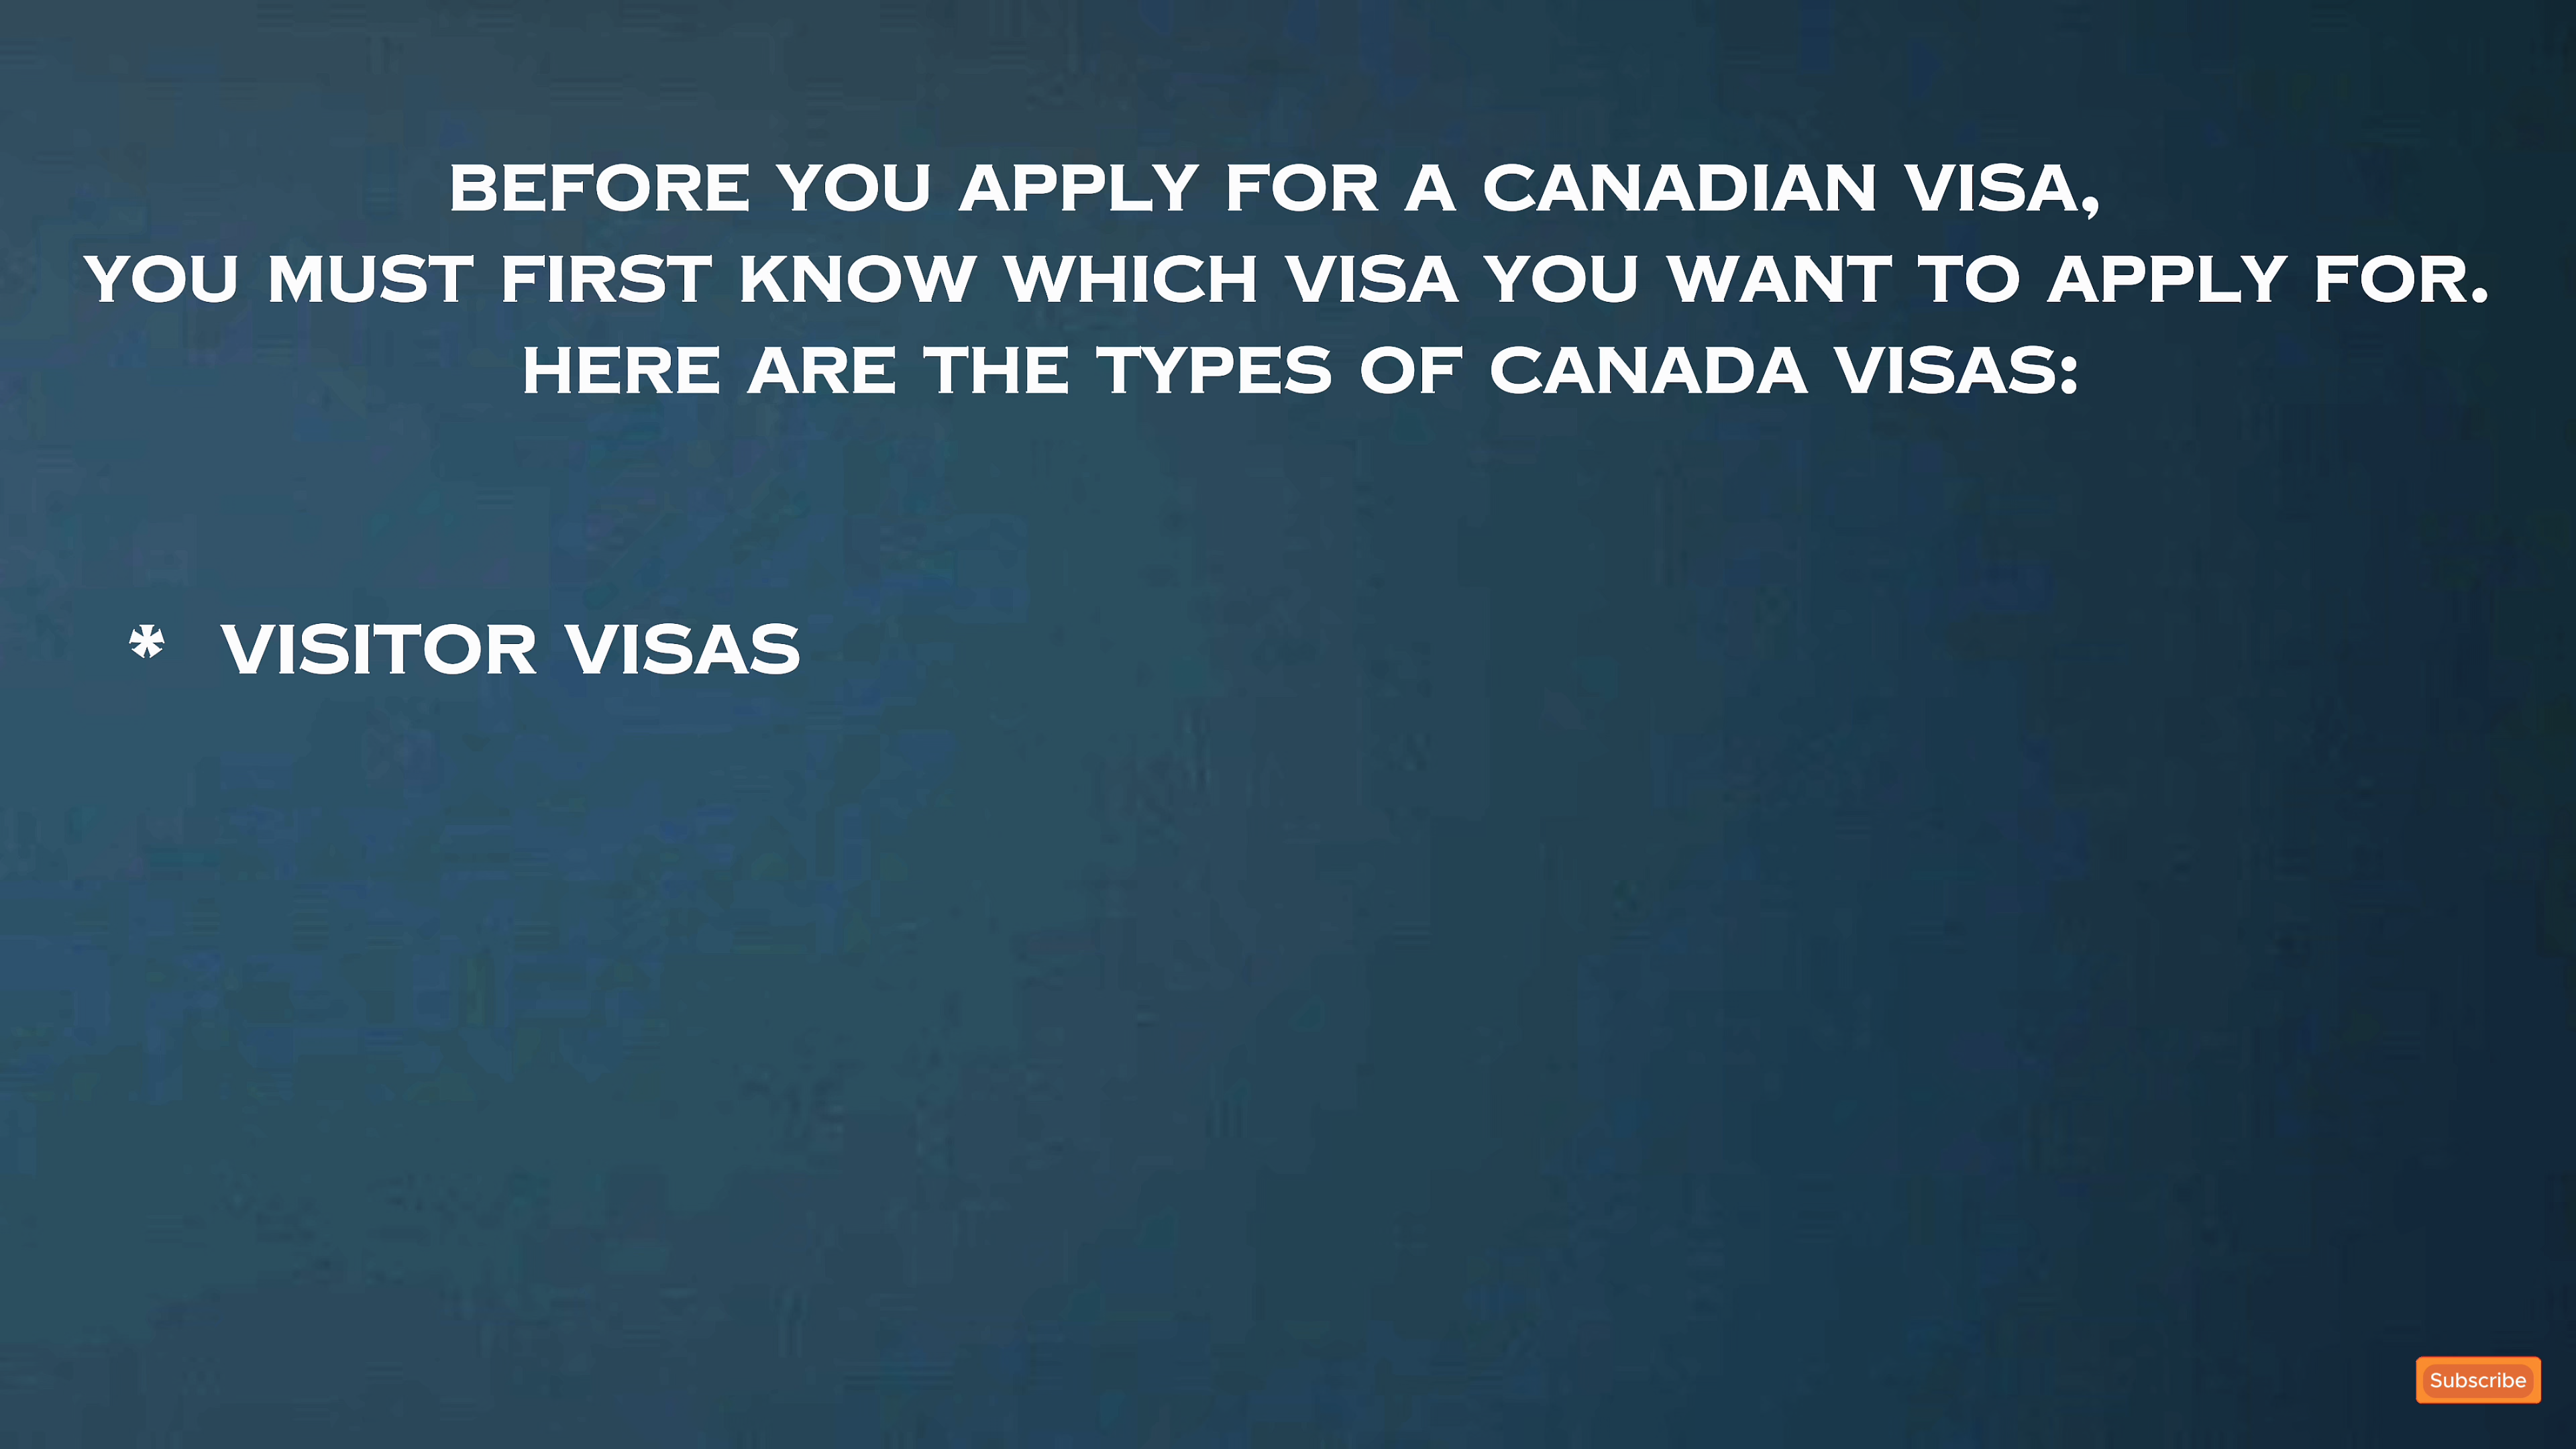 BEFORE YOU APPLY FOR A CANADIAN VISA,
YOU MUST FIRST KNOW WHICH VISA YOU WANT TO APPLY FOR.
HERE ARE THE TYPES OF CANADA VISAS:
* VISITOR VISAS
Subscribe